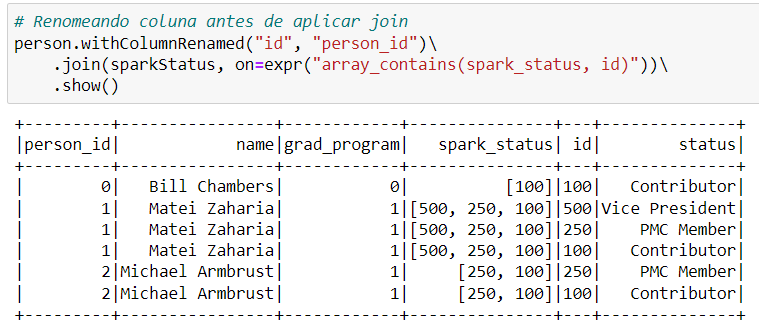 # Renomeando coluna antes de aplicar join
person.withColumnRenamed("id", "person_id")\
    .join(sparkStatus, on=expr("array_contains(spark_status, id)"))\
    .show()
+---------+----------------+------------+---------------+---+--------------+
|person_id|            name|grad_program|   spark_status| id|        status|
+---------+----------------+------------+---------------+---+--------------+
|        0|   Bill Chambers|           0|          [100]|100|   Contributor|
|        1|   Matei Zaharia|           1|[500, 250, 100]|500|Vice President|
|        1|   Matei Zaharia|           1|[500, 250, 100]|250|    PMC Member|
|        1|   Matei Zaharia|           1|[500, 250, 100]|100|   Contributor|
|        2|Michael Armbrust|           1|     [250, 100]|250|    PMC Member|
|        2|Michael Armbrust|           1|     [250, 100]|100|   Contributor|
+---------+----------------+------------+---------------+---+--------------+